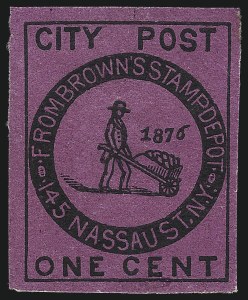 CITY POST
FROM BROWN'S STAMP DEPOT
145 NASSAU ST. N.Y.
1876
ONE CENT